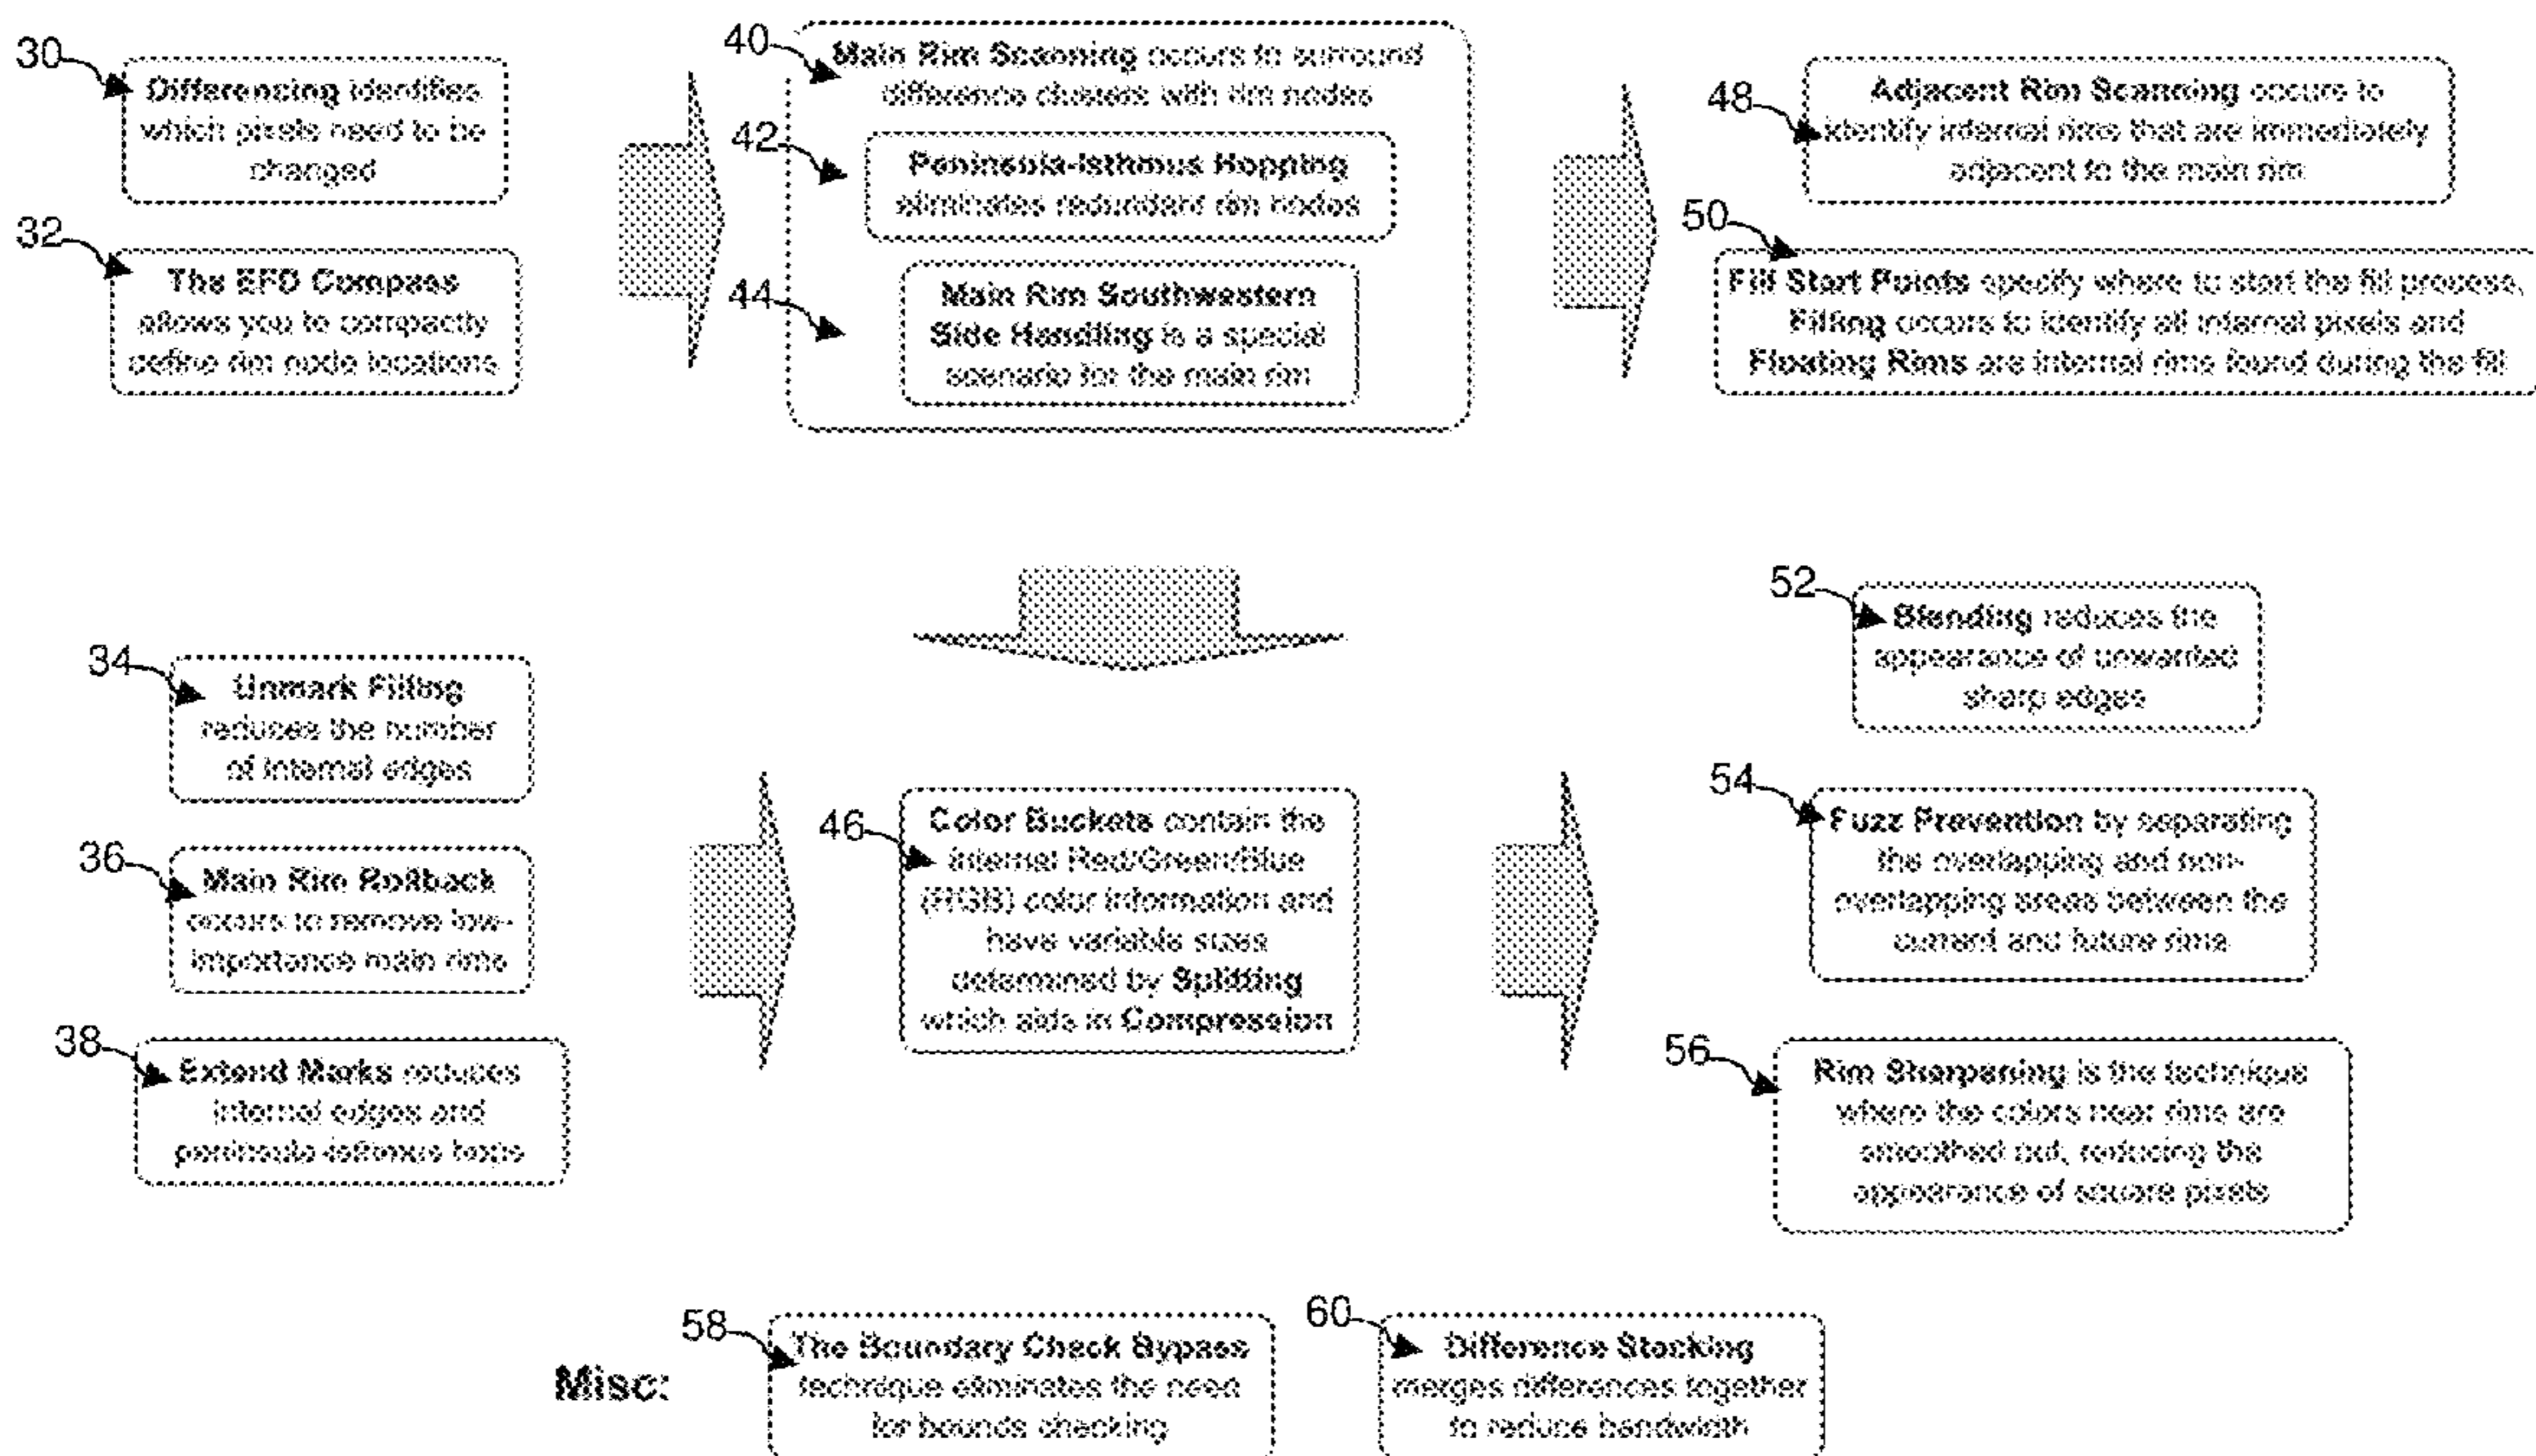 30
Differencing identifies
which pixels need to be
changed
32
The EFD Compass
allows you to compactly
define rim node locations
40
Main Rim Scanning occurs to surround
difference clusters with rim nodes
42
Peninsula-Isthmus Hopping
eliminates redundant rim nodes
44
Main Rim Southwestern
Side Handling is a special
scenario for the main rim
48
Adjacent Rim Scanning occurs to
identify internal rims that are immediately
adjacent to the main rim
50
Fill Start Points specify where to start the fill process,
Filling occurs to identify all internal pixels and
Floating Rims are internal rims found during the fill
34
Unmark Filling
reduces the number
of internal edges
36
Main Rim Rollback
occurs to remove low-
importance main rims
38
Extend Marks reduces
internal edges and
peninsula-isthmus hops
46
Color Buckets contain the
internal Red/Green/Blue
(RGB) color information and
have variable sizes
determined by Splitting
which aids in Compression
52
Blending reduces the
appearance of unwanted
sharp edges
54
Fuzz Prevention by separating
the overlapping and non-
overlapping areas between the
current and future rims
56
Rim Sharpening is the technique
where the colors near rims are
smoothed out, reducing the
appearance of square pixels
Misc:
58
The Boundary Check Bypass
technique eliminates the need
for bounds checking
60
Difference Stacking
merges differences together
to reduce bandwidth